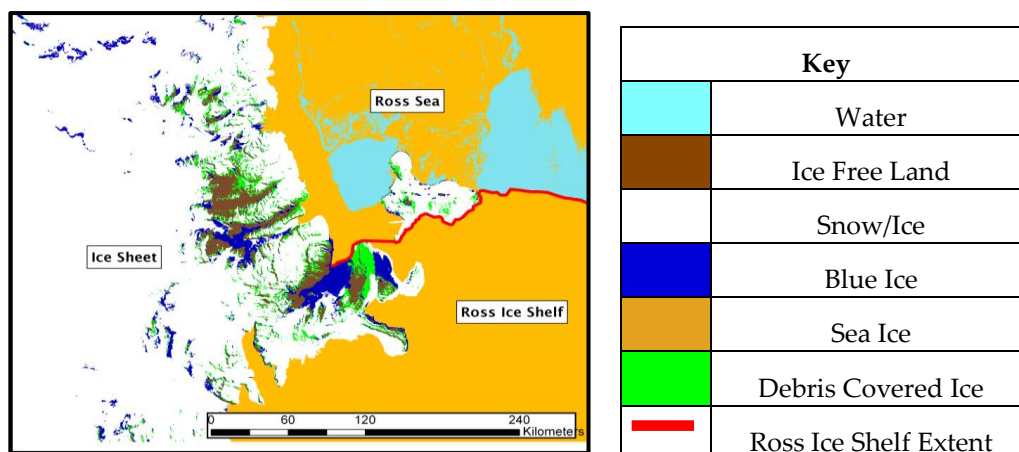 Ross Sea
Ice Sheet
Ross Ice Shelf
0 60 120 240
Kilometers
Key
Water
Ice Free Land
Snow/Ice
Blue Ice
Sea Ice
Debris Covered Ice
Ross Ice Shelf Extent